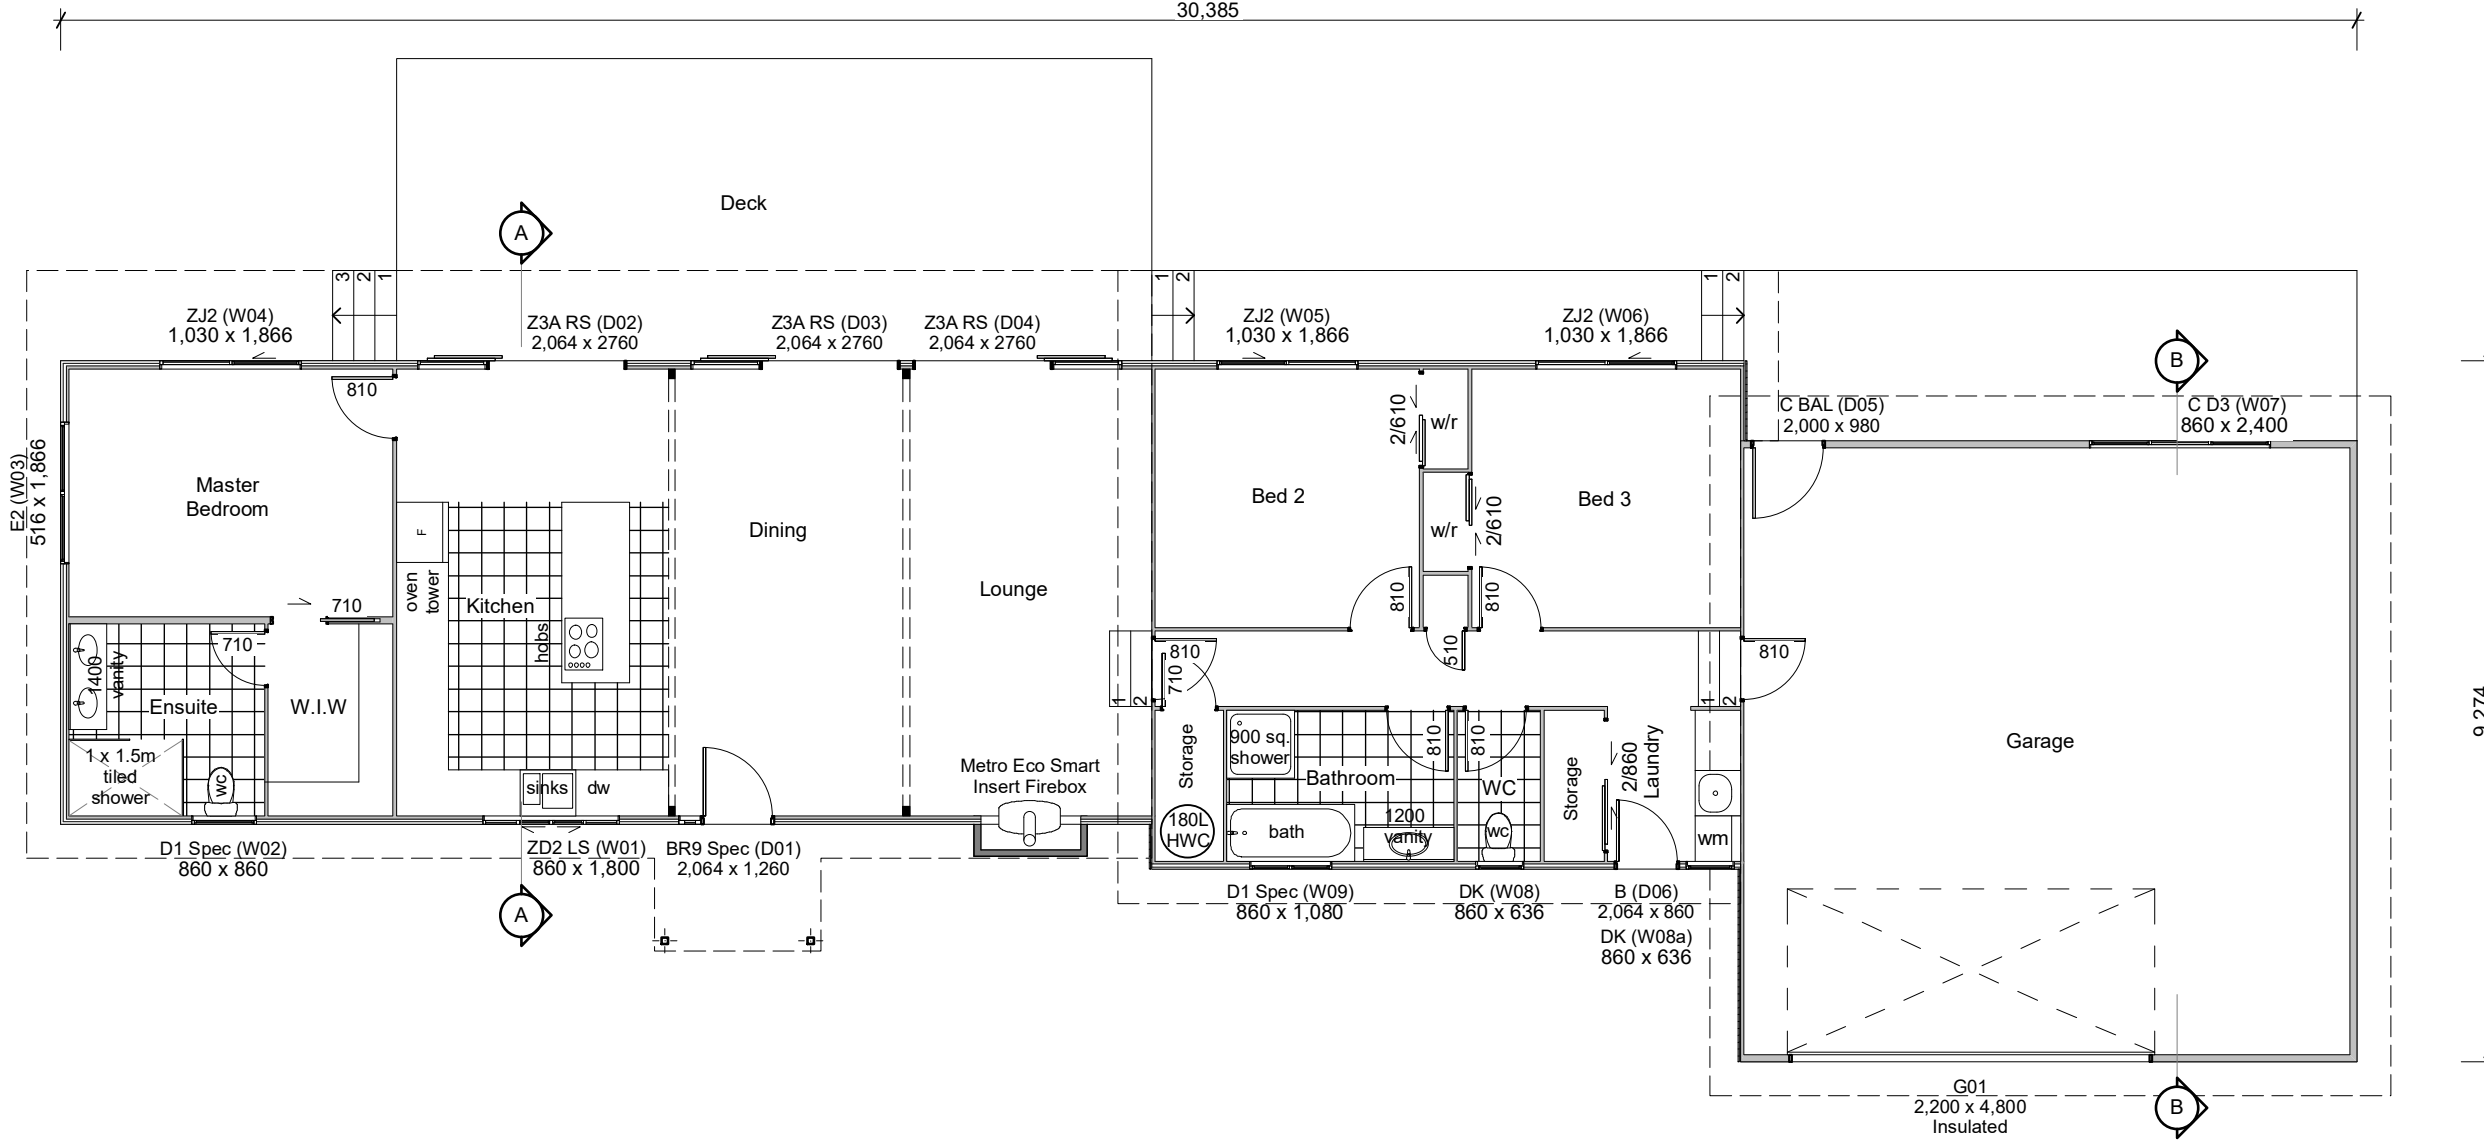 30,385
Deck
A
3
2
1
1
2
1
2
ZJ2 (W04)
1,030 x 1,866
Z3A RS (D02)
2,064 x 2760
Z3A RS (D03)
2,064 x 2760
Z3A RS (D04)
2,064 x 2760
ZJ2 (W05)
1,030 x 1,866
ZJ2 (W06)
1,030 x 1,866
B
C BAL (D05)
2,000 x 980
C D3 (W07)
860 x 2,400
810
2/610
w/r
E2 (W03)
516 x 1,866
Master
Bedroom
Bed 2
Bed 3
F
Dining
w/r
2/610
oven
tower
Kitchen
Lounge
710
hobs
810
810
710
510
810
710
810
1400
vanity
Ensuite
W.I.W
1
2
1
2
9,274
1 x 1.5m
tiled
shower
wc
sinks
dw
Metro Eco Smart
Insert Firebox
Storage
900 sq.
shower
810
810
Bathroom
WC
Storage
2/860
Laundry
Garage
180L
HWC
bath
1200
vanity
wc
wm
D1 Spec (W02)
860 x 860
ZD2 LS (W01)
860 x 1,800
BR9 Spec (D01)
2,064 x 1,260
D1 Spec (W09)
860 x 1,080
DK (W08)
860 x 636
B (D06)
2,064 x 860
DK (W08a)
860 x 636
A
G01
2,200 x 4,800
Insulated
B